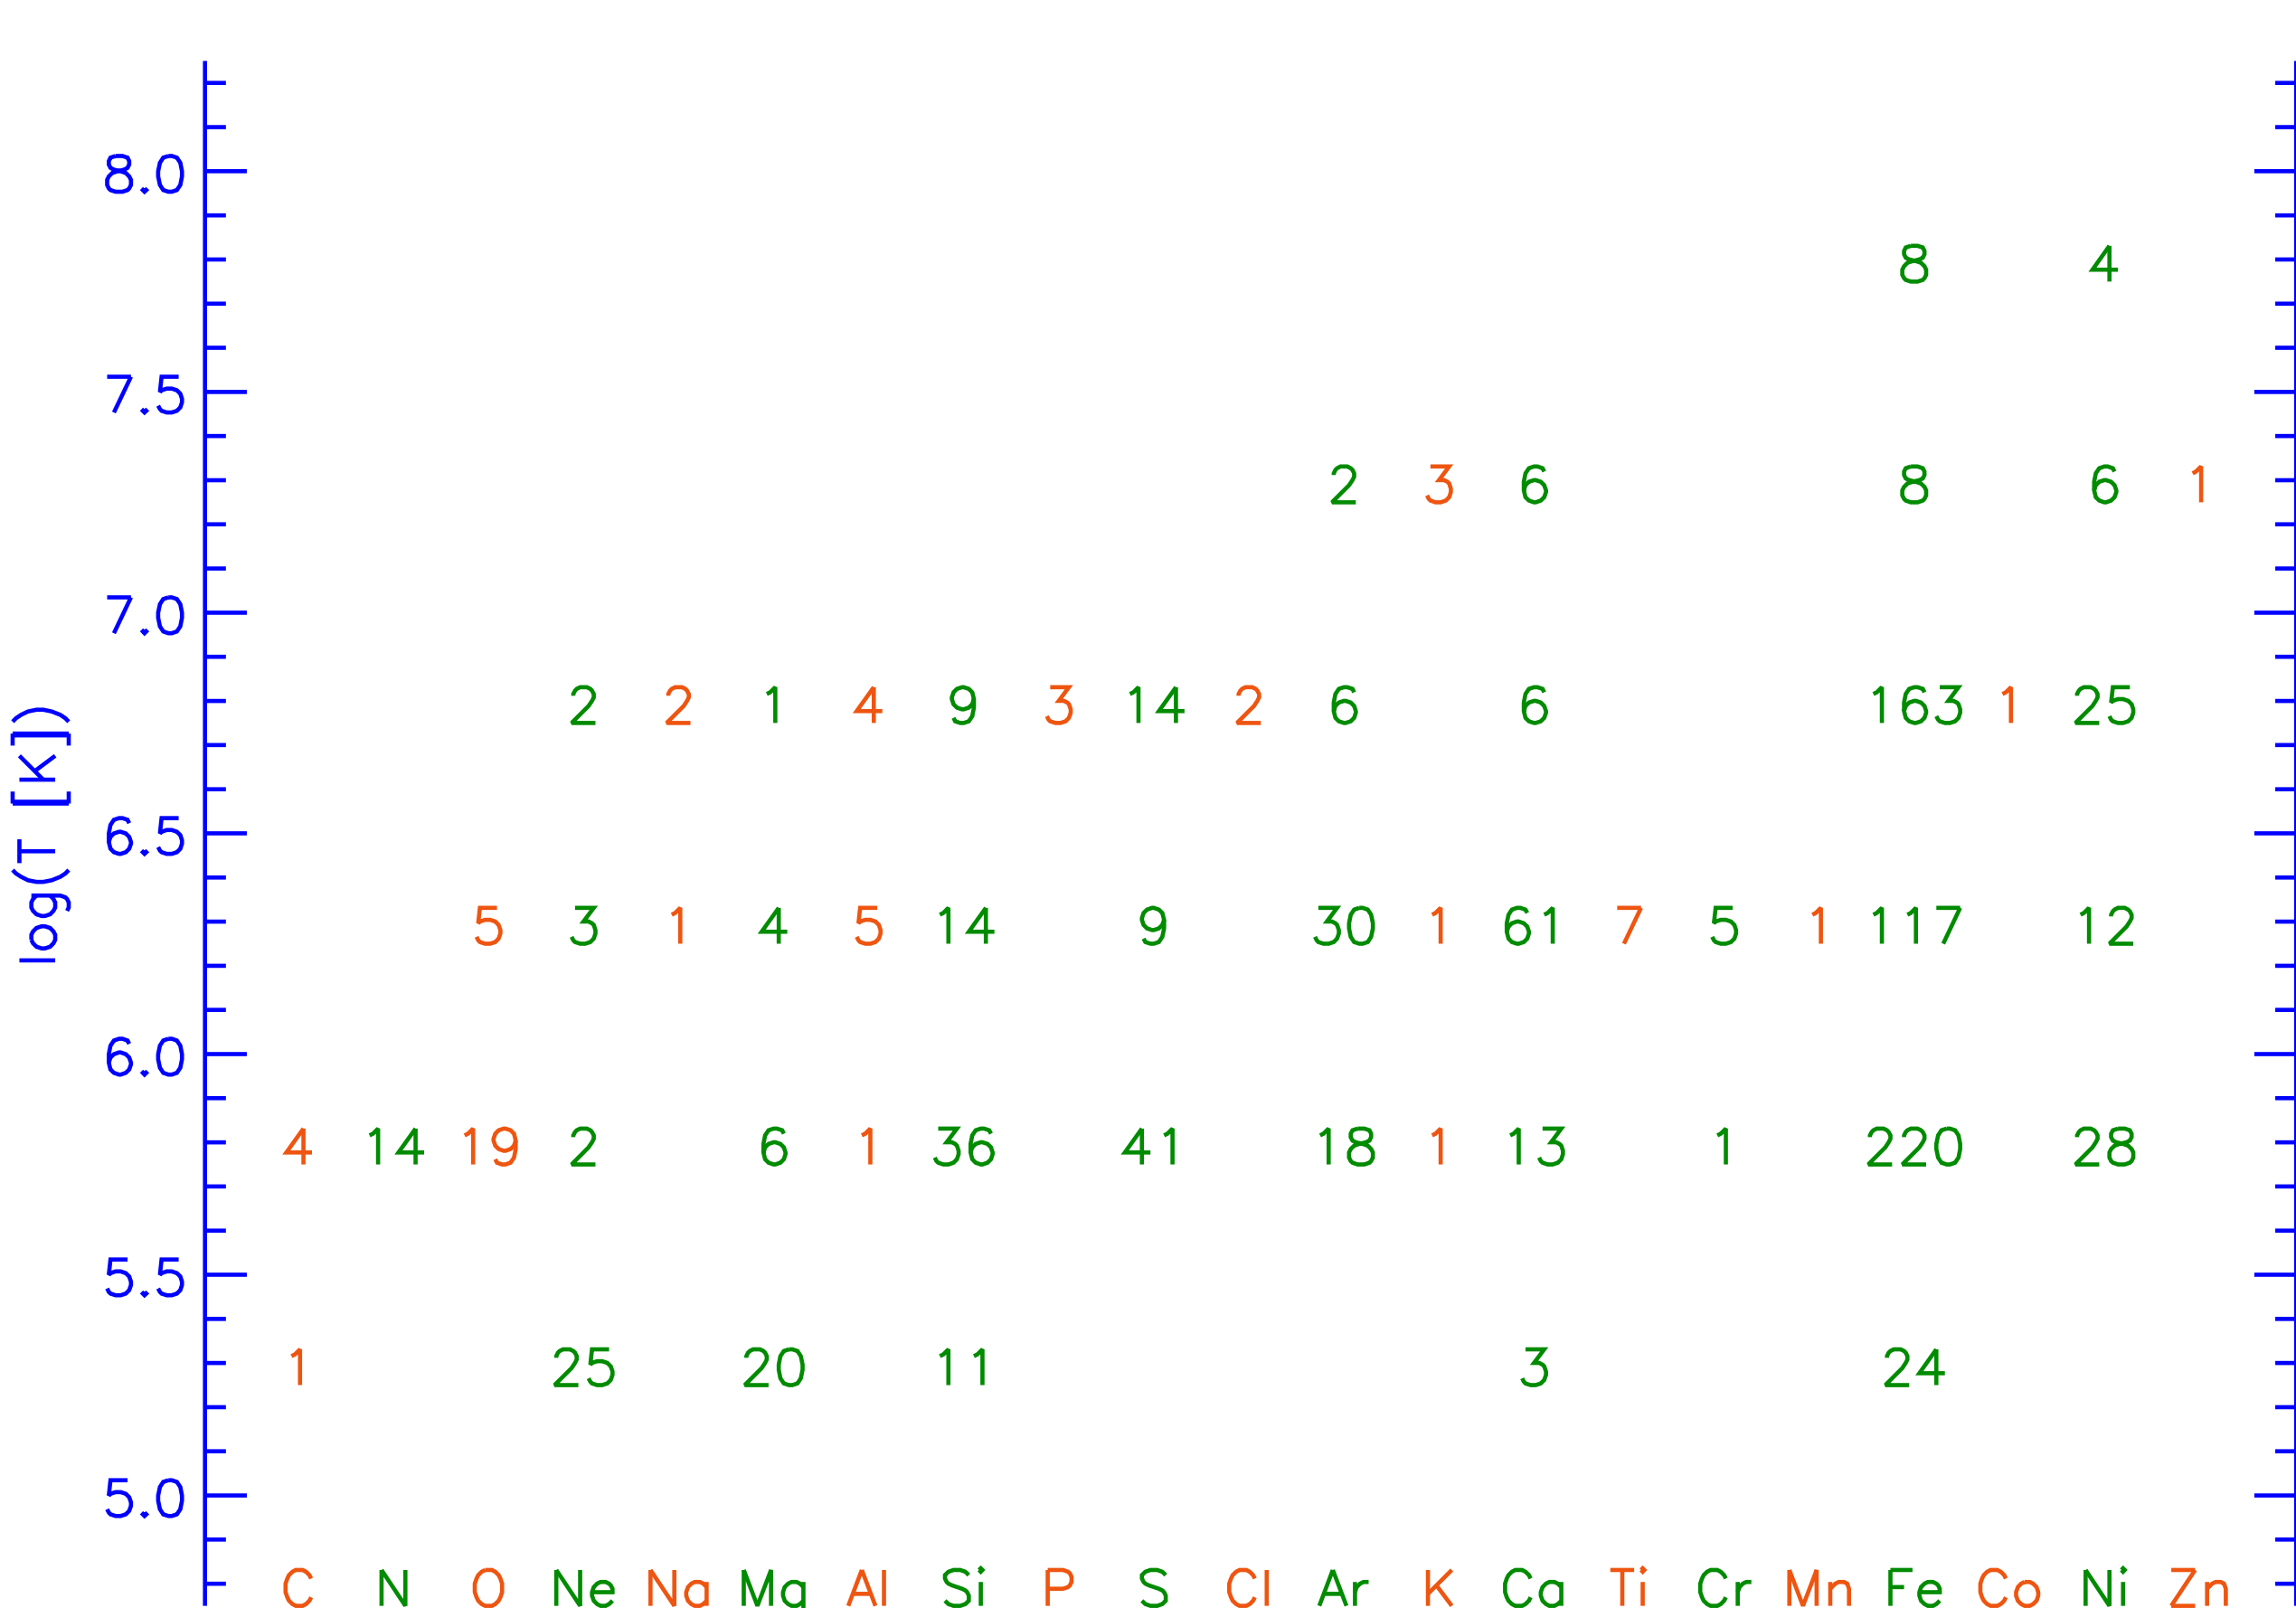 8.0
8 4
7.5
2 3 6 8 6 1
7.0
2 2 1 4 9 3 14 2 6 6 163 1 25
log(T [K])
6.5
5 3 1 4 5 14 9 30 1 61 7 5 1 117 12
6.0
4 14 19 2 6 1 36 41 18 1 13 1 220 28
5.5
1 25 20 11 3 24
5.0
C N O Ne Na Mg Al Si P S Cl Ar K Ca Ti Cr Mn Fe Co Ni Zn